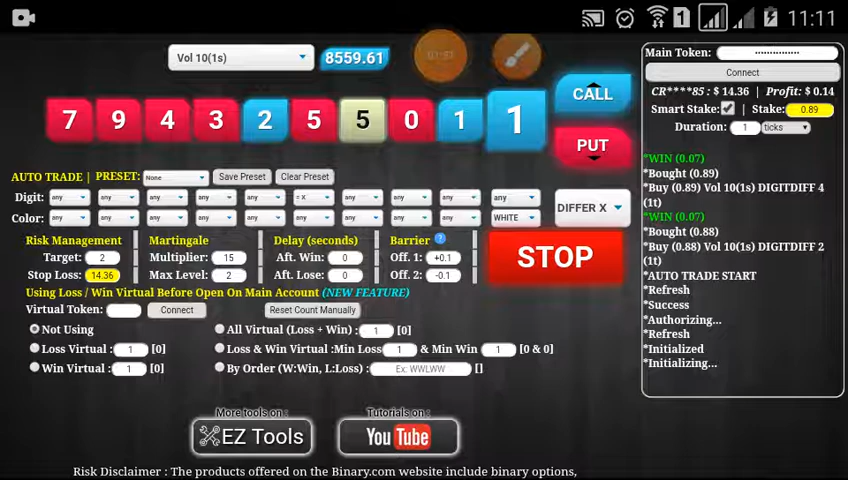 11:11
Vol 10(1s)
8559.61
CALL
PUT
7 9 4 3 2 5 5 0 1 1
AUTO TRADE | PRESET: None Save Preset Clear Preset
Digit: any any any any any = X any any any any
Color: any any any any any any any any any WHITE
DIFFER X
Risk Management
Target: 2
Stop Loss: 14.36
Martingale
Multiplier: 15
Max Level: 2
Delay (seconds)
Aft. Win: 0
Aft. Lose: 0
Barrier ?
Off. 1: +0.1
Off. 2: -0.1
STOP
Using Loss / Win Virtual Before Open On Main Account (NEW FEATURE)
Virtual Token: Connect Reset Count Manually
Not Using
All Virtual (Loss + Win) : 1 [0]
Loss Virtual : 1 [0]
Loss & Win Virtual :Min Loss 1 & Min Win 1 [0 & 0]
Win Virtual : 1 [0]
By Order (W:Win, L:Loss) : Ex: WWLWW []
More tools on :
EZ Tools
Tutorials on :
YouTube
Risk Disclaimer : The products offered on the Binary.com website include binary options,
Main Token:
Connect
CR****85 : $ 14.36 | Profit: $ 0.14
Smart Stake: | Stake: 0.89
Duration: 1 ticks
*WIN (0.07)
*Bought (0.89)
*Buy (0.89) Vol 10(1s) DIGITDIFF 4
(1t)
*WIN (0.07)
*Bought (0.88)
*Buy (0.88) Vol 10(1s) DIGITDIFF 2
(1t)
*AUTO TRADE START
*Refresh
*Success
*Authorizing...
*Refresh
*Initialized
*Initializing...